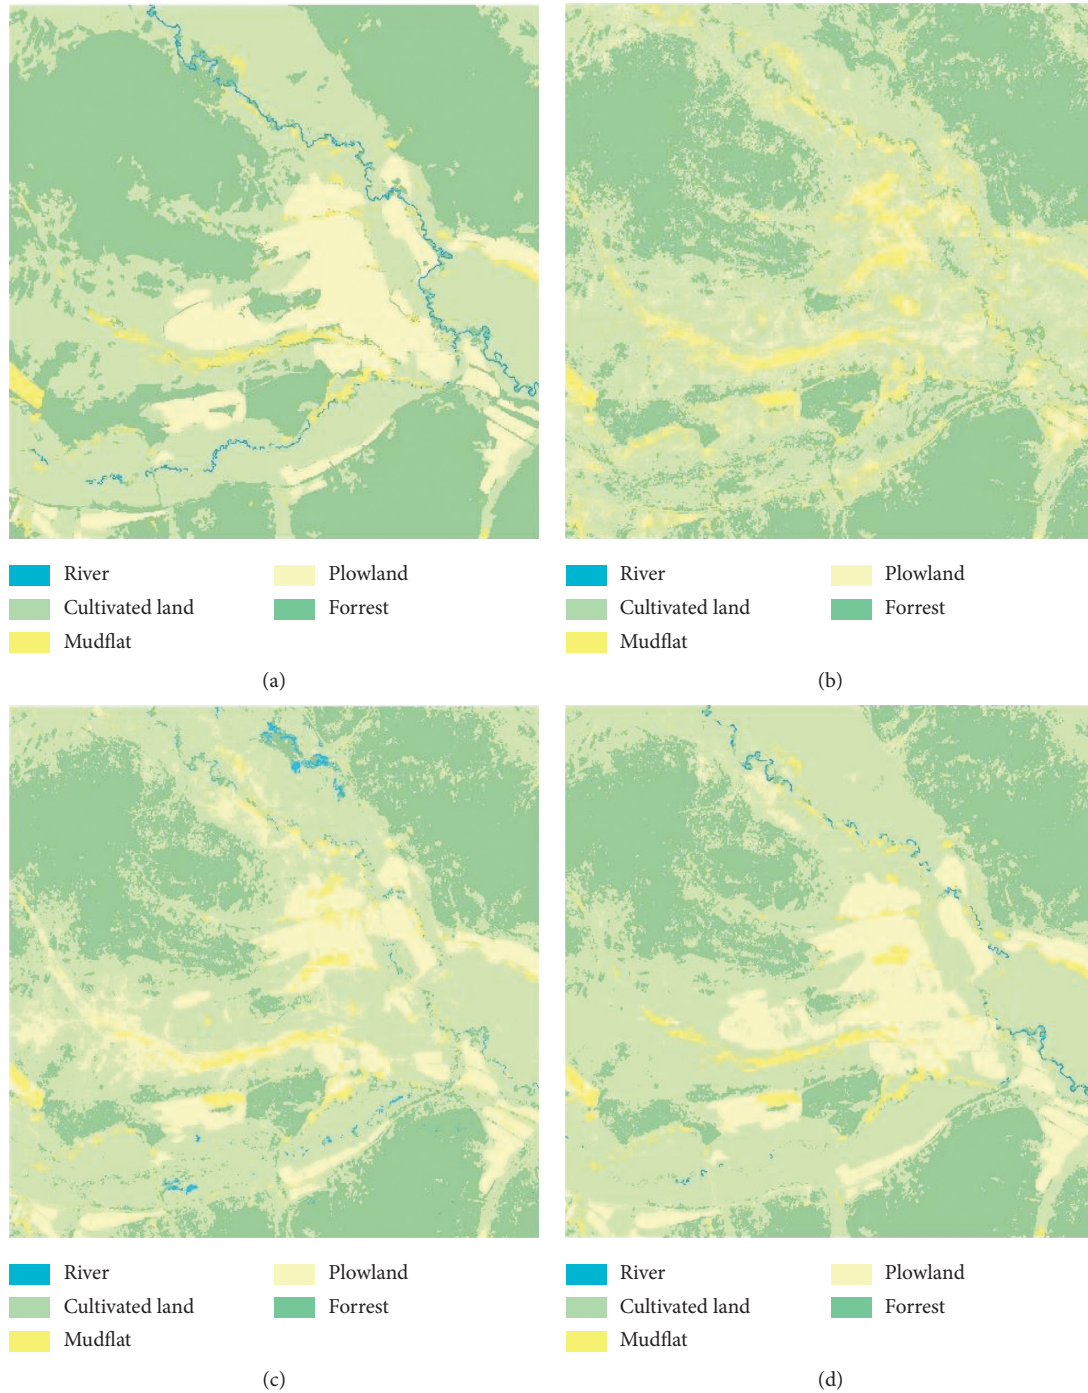 River Plowland
Cultivated land Forrest
Mudflat
(a)
River Plowland
Cultivated land Forrest
Mudflat
(b)
River Plowland
Cultivated land Forrest
Mudflat
(c)
River Plowland
Cultivated land Forrest
Mudflat
(d)